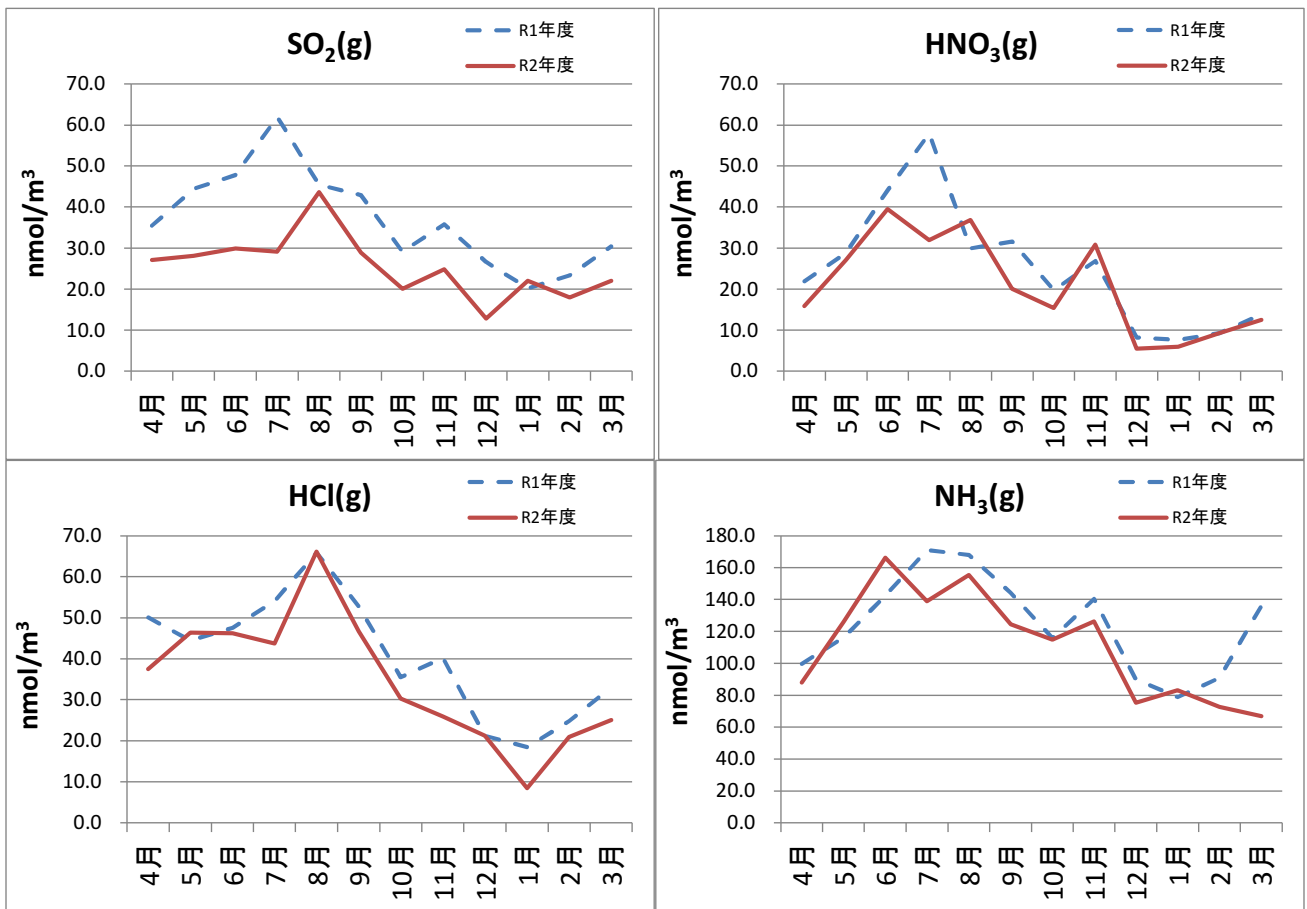 SO₂(g)
R1年度
R2年度
nmol/m³
70.0
60.0
50.0
40.0
30.0
20.0
10.0
0.0
4月
5月
6月
7月
8月
9月
10月
11月
12月
1月
2月
3月
HNO₃(g)
R1年度
R2年度
nmol/m³
70.0
60.0
50.0
40.0
30.0
20.0
10.0
0.0
4月
5月
6月
7月
8月
9月
10月
11月
12月
1月
2月
3月
HCl(g)
R1年度
R2年度
nmol/m³
70.0
60.0
50.0
40.0
30.0
20.0
10.0
0.0
4月
5月
6月
7月
8月
9月
10月
11月
12月
1月
2月
3月
NH₃(g)
R1年度
R2年度
nmol/m³
180.0
160.0
140.0
120.0
100.0
80.0
60.0
40.0
20.0
0.0
4月
5月
6月
7月
8月
9月
10月
11月
12月
1月
2月
3月